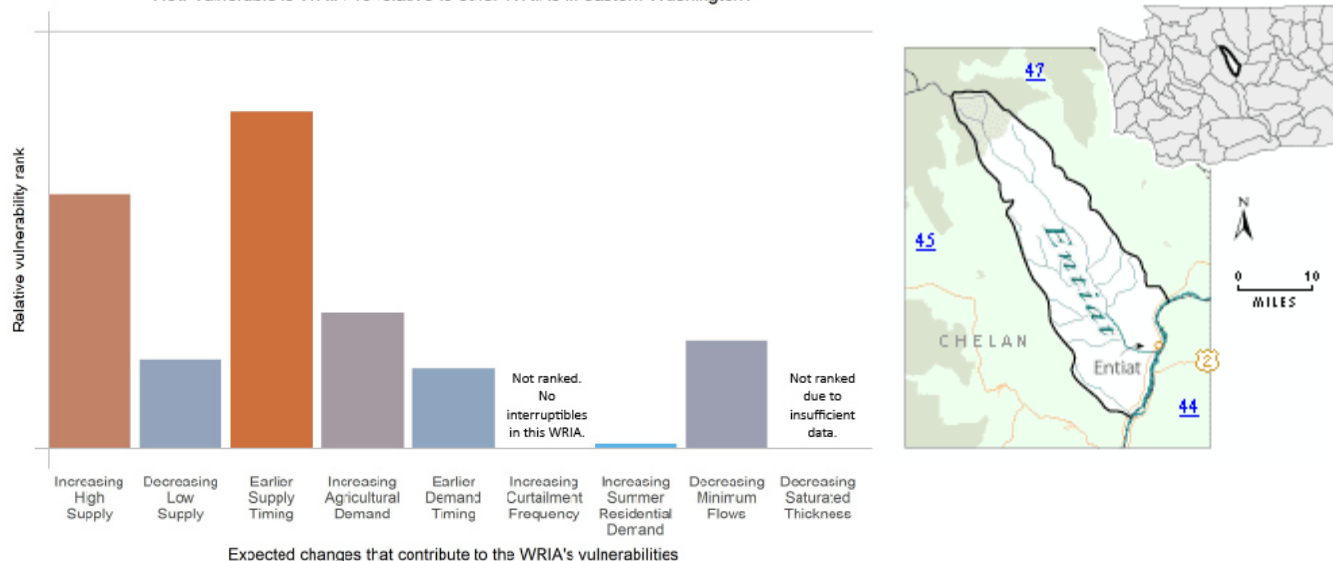 Relative vulnerability rank
Not ranked.
No
interruptibles
in this WRIA.
Not ranked
due to
insufficient
data.
Increasing
High
Supply
Decreasing
Low
Supply
Earlier
Supply
Timing
Increasing
Agricultural
Demand
Earlier
Demand
Timing
Increasing
Curtailment
Frequency
Increasing
Summer
Residential
Demand
Decreasing
Minimum
Flows
Decreasing
Saturated
Thickness
Expected changes that contribute to the WRIA's vulnerabilities
47
45
Entiat
CHELAN
Entiat
44
2
N
0 10
MILES